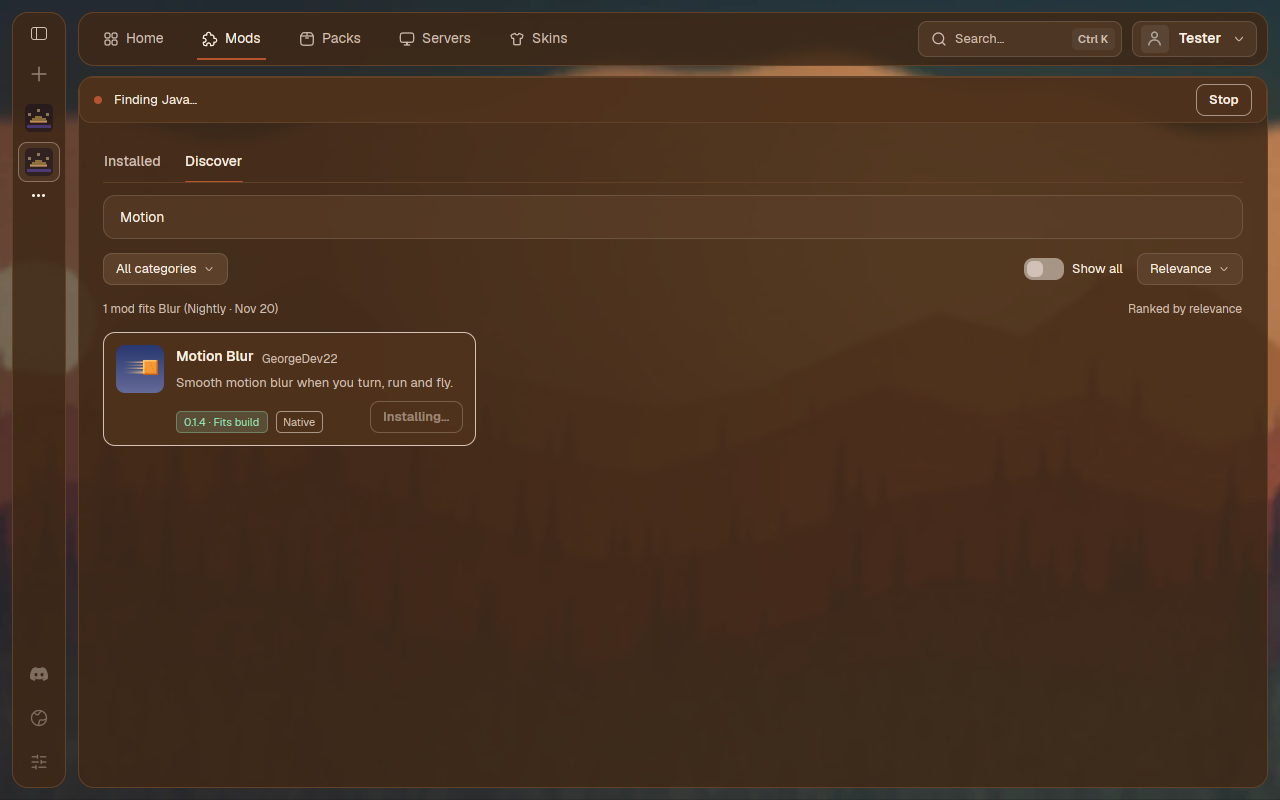 Home
Mods
Packs
Servers
Skins
Search...
Ctrl K
Tester
Finding Java...
Stop
Installed
Discover
Motion
All categories
Show all
Relevance
1 mod fits Blur (Nightly · Nov 20)
Ranked by relevance
Motion Blur GeorgeDev22
Smooth motion blur when you turn, run and fly.
0.1.4 · Fits build
Native
Installing...